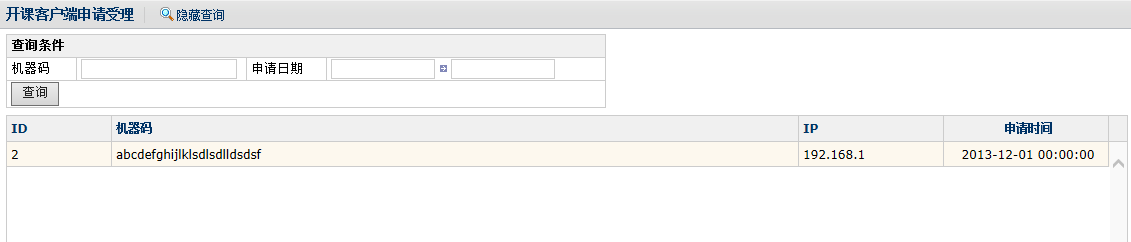 开课客户端申请受理 隐藏查询
查询条件
机器码 申请日期
查询
ID 机器码 IP 申请时间
2 abcdefghijlklsdlsdlldsdsf 192.168.1 2013-12-01 00:00:00